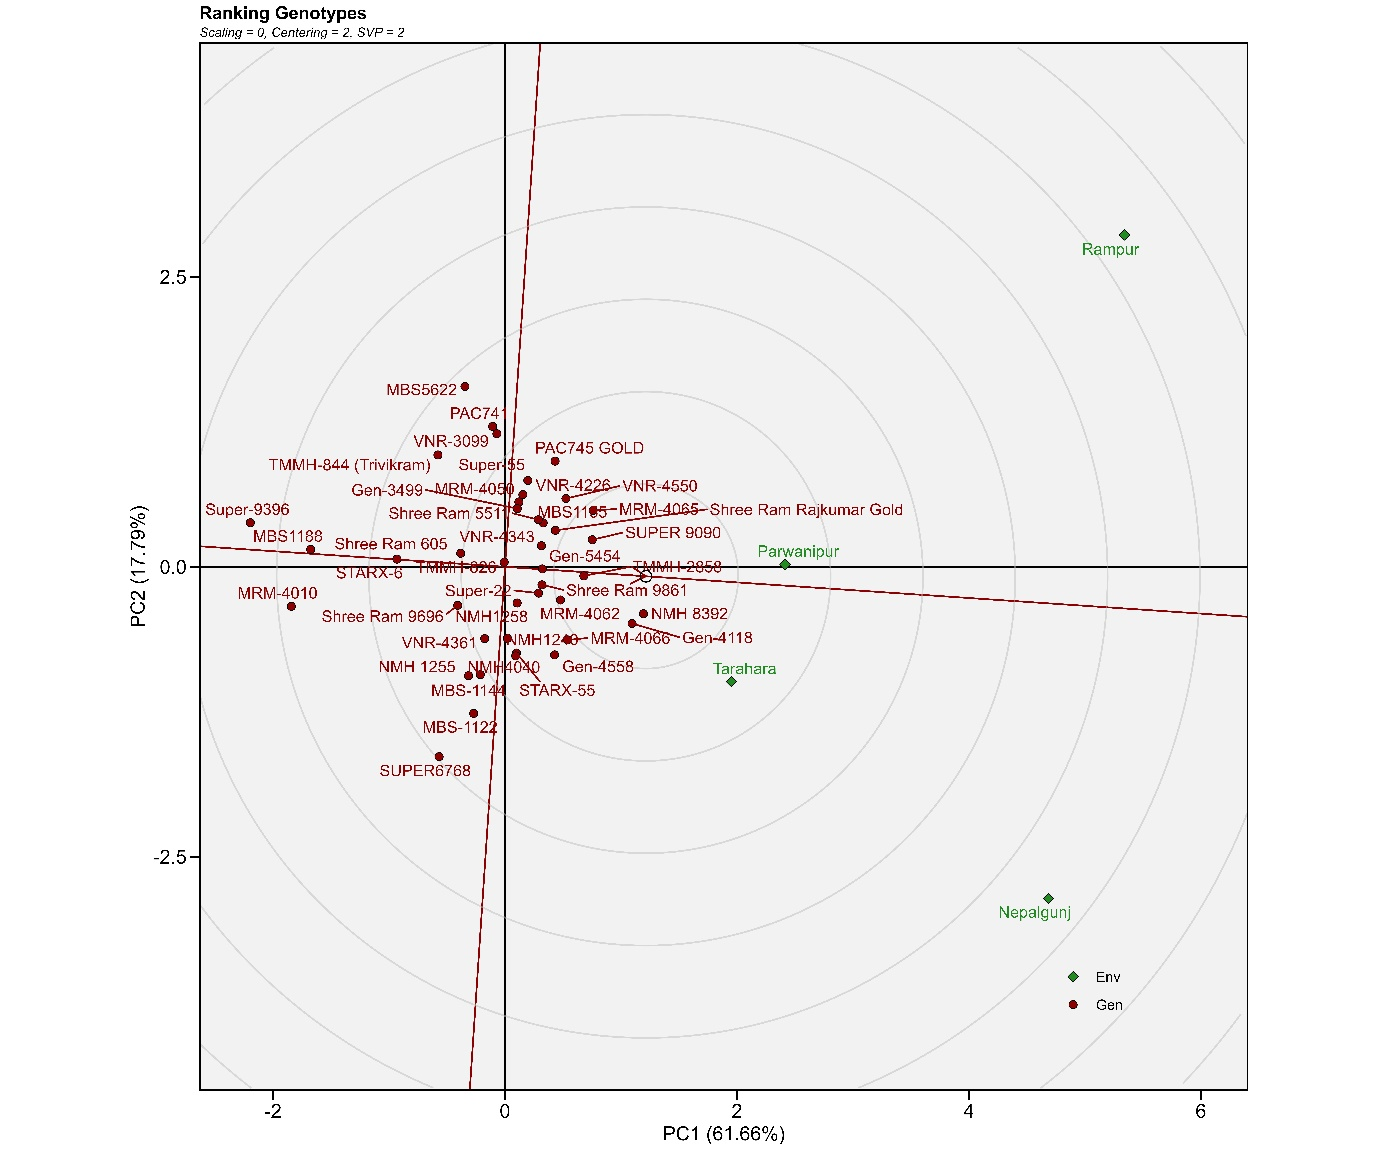 Ranking Genotypes
Scaling = 0, Centering = 2, SVP = 2
Rampur
2.5
MBS5622
PAC741
VNR-3099
PAC745 GOLD
TMMH-844 (Trivikram)
Super-55
Gen-3499
MRM-4050
VNR-4226
VNR-4550
Super-9396
Shree Ram 5511
MBS1165
MRM-4065
Shree Ram Rajkumar Gold
MBS1188
Shree Ram 605
VNR-4343
SUPER 9090
Gen-5454
Parwanipur
0.0
STARX-6
TMMH-826
TMMH-2858
MRM-4010
Super-22
Shree Ram 9861
Shree Ram 9696
NMH1258
MRM-4062
NMH 8392
VNR-4361
MRM-4066
Gen-4118
NMH 1255
NMH4040
Gen-4558
Tarahara
MBS-1144
STARX-55
MBS-1122
SUPER6768
-2.5
Nepalgunj
Env
Gen
-2
0
2
4
6
PC1 (61.66%)
PC2 (17.79%)